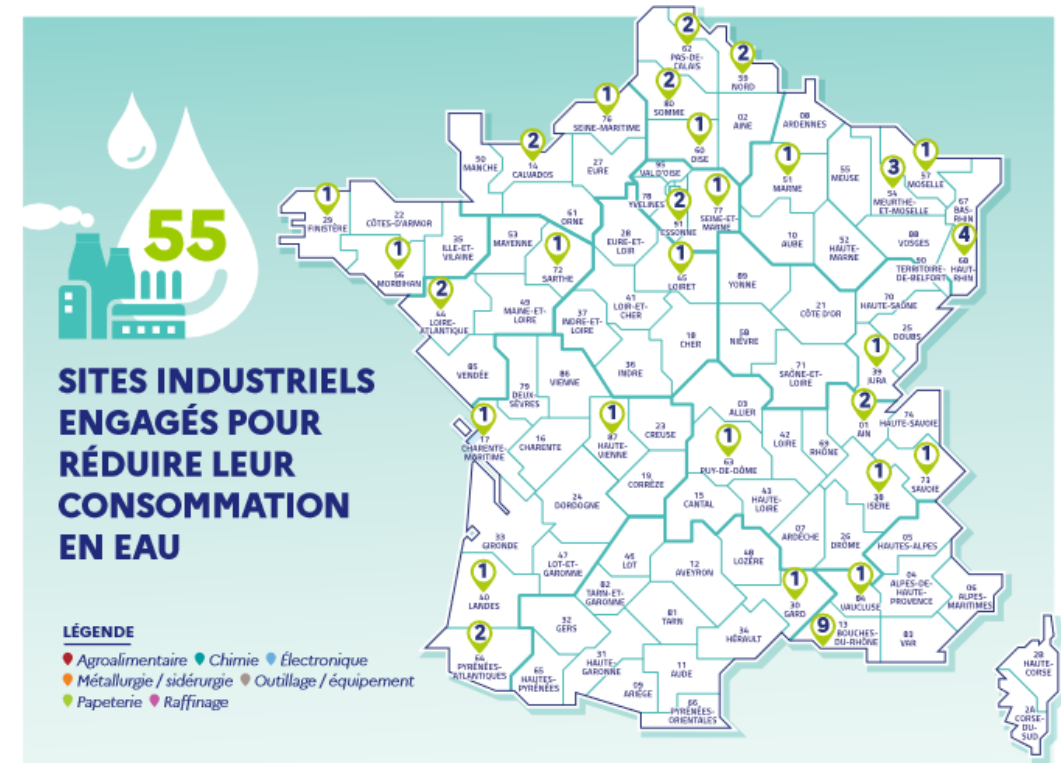 55
SITES INDUSTRIELS
ENGAGÉS POUR
RÉDUIRE LEUR
CONSOMMATION
EN EAU
LÉGENDE
Agroalimentaire Chimie Électronique
Métallurgie / sidérurgie Outillage / équipement
Papeterie Raffinage
2
62
PAS-DE-
CALAIS
2
59
NORD
2
80
SOMME
1
76
SEINE-MARITIME
02
AINE
08
ARDENNES
1
60
OISE
2
14
CALVADOS
50
MANCHE
27
EURE
95
VAL D'OISE
78
YVELINES
2
91
ESSONNE
1
77
SEINE-ET-
MARNE
1
51
MARNE
55
MEUSE
3
54
MEURTHE-
ET-MOSELLE
1
57
MOSELLE
67
BAS-
RHIN
4
68
HAUT-
RHIN
88
VOSGES
90
TERRITOIRE-
DE-BELFORT
1
29
FINISTÈRE
22
CÔTES-D'ARMOR
1
56
MORBIHAN
35
ILLE-ET-
VILAINE
53
MAYENNE
61
ORNE
1
72
SARTHE
28
EURE-ET-
LOIR
1
45
LOIRET
10
AUBE
52
HAUTE-
MARNE
89
YONNE
70
HAUTE-SAÔNE
2
44
LOIRE-
ATLANTIQUE
49
MAINE-ET-
LOIRE
37
INDRE-ET-
LOIRE
41
LOIR-ET-
CHER
18
CHER
58
NIÈVRE
21
CÔTE D'OR
25
DOUBS
1
39
JURA
85
VENDÉE
79
DEUX-
SÈVRES
86
VIENNE
36
INDRE
71
SAÔNE-ET-
LOIRE
03
ALLIER
2
01
AIN
74
HAUTE-SAVOIE
1
17
CHARENTE-
MARITIME
16
CHARENTE
1
87
HAUTE-
VIENNE
23
CREUSE
1
63
PUY-DE-DÔME
42
LOIRE
69
RHÔNE
1
73
SAVOIE
1
38
ISÈRE
19
CORRÈZE
24
DORDOGNE
15
CANTAL
43
HAUTE-
LOIRE
07
ARDÈCHE
26
DRÔME
05
HAUTES-ALPES
33
GIRONDE
47
LOT-ET-
GARONNE
46
LOT
12
AVEYRON
48
LOZÈRE
1
30
GARD
1
84
VAUCLUSE
04
ALPES-DE-
HAUTE-
PROVENCE
06
ALPES-
MARITIMES
1
40
LANDES
82
TARN-ET-
GARONNE
32
GERS
81
TARN
34
HÉRAULT
9
13
BOUCHES-
DU-RHÔNE
83
VAR
2
64
PYRÉNÉES-
ATLANTIQUES
65
HAUTES-
PYRÉNÉES
31
HAUTE-
GARONNE
09
ARIÈGE
11
AUDE
66
PYRÉNÉES-
ORIENTALES
2B
HAUTE-
CORSE
2A
CORSE-
DU-
SUD